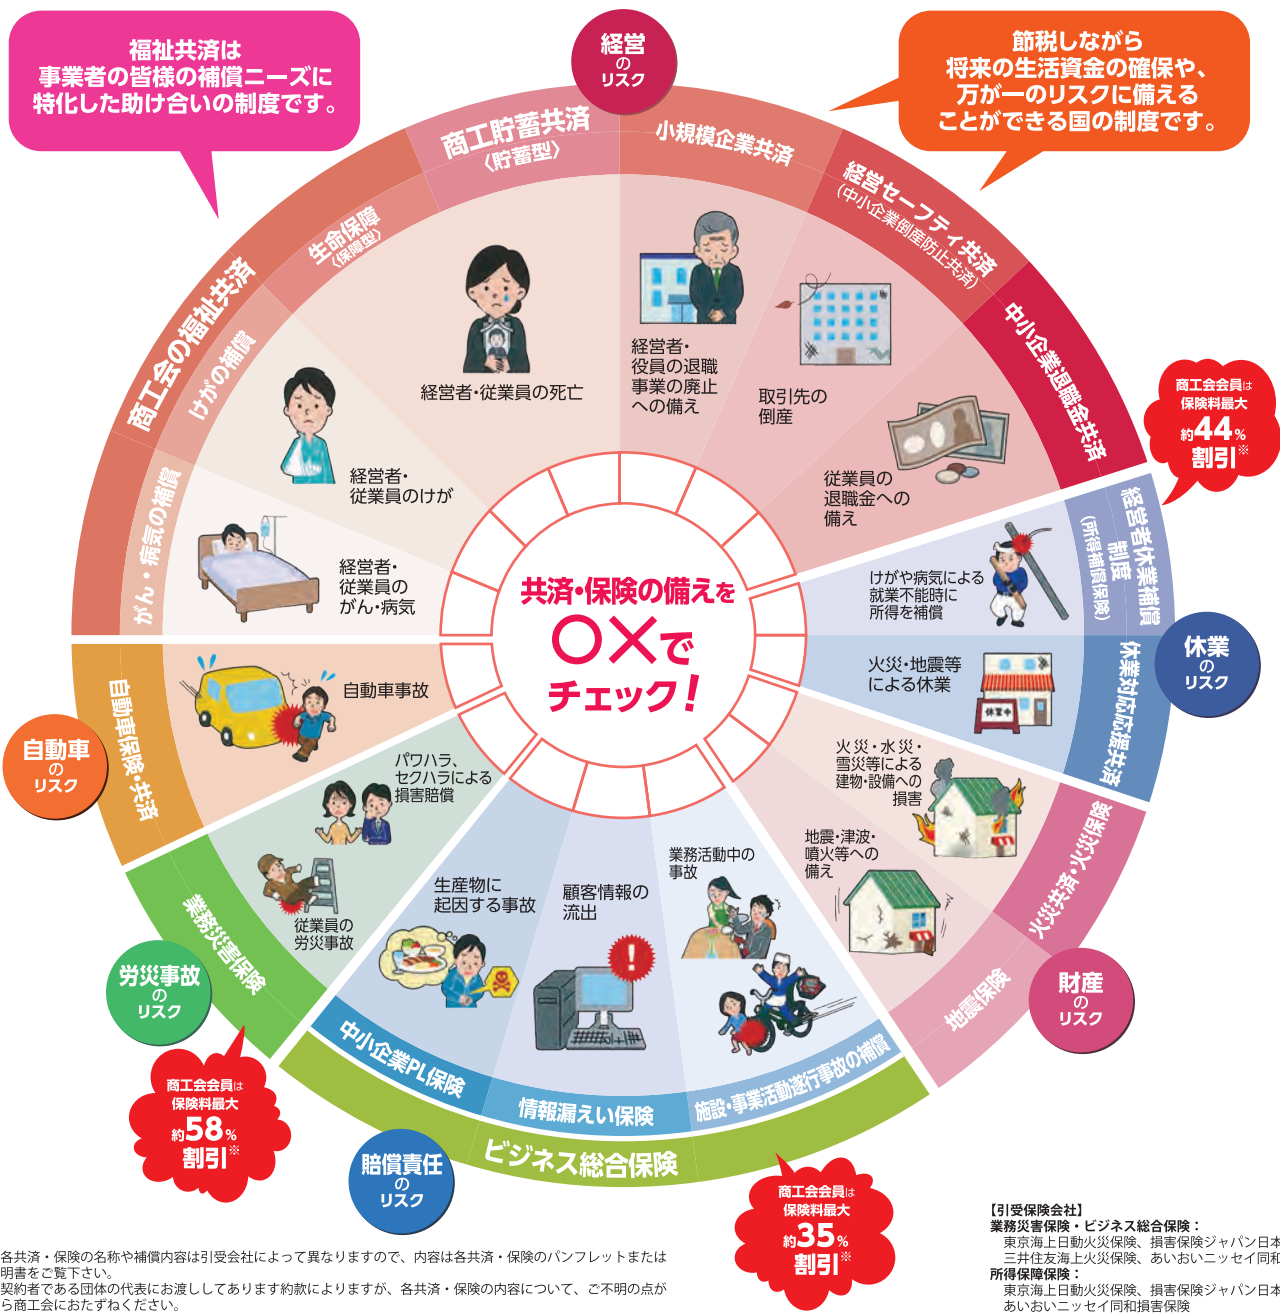 福祉共済は
事業者の皆様の補償ニーズに
特化した助け合いの制度です。
経営
の
リスク
節税しながら
将来の生活資金の確保や、
万が一のリスクに備える
ことができる国の制度です。
商工貯蓄共済
〈貯蓄型〉
小規模企業共済
経営セーフティ共済
(中小企業倒産防止共済)
中小企業退職金共済
商工会の福祉共済
生命保障
〈保障型〉
けがの補償
がん・病気の補償
経営者・従業員の死亡
経営者・
役員の退職
事業の廃止
への備え
取引先の
倒産
従業員の
退職金への
備え
経営者・
従業員のけが
経営者・
従業員の
がん・病気
商工会会員は
保険料最大
約44%
割引※
経営者休業補償
制度
(所得補償保険)
けがや病気による
就業不能時に
所得を補償
共済・保険の備えを
〇×で
チェック!
火災・地震等
による休業
休業中
休業対応応援共済
休業
の
リスク
自動車
の
リスク
自動車保険・共済
自動車事故
パワハラ、
セクハラによる
損害賠償
従業員の
労災事故
業務災害保険
労災事故
の
リスク
商工会会員は
保険料最大
約58%
割引※
火災・水災・
雪災等による
建物・設備への
損害
地震・津波・
噴火等への
備え
火災共済・火災保険
地震保険
財産
の
リスク
生産物に
起因する事故
顧客情報の
流出
業務活動中の
事故
中小企業PL保険
情報漏えい保険
施設・事業活動遂行事故の補償
ビジネス総合保険
賠償責任
の
リスク
商工会会員は
保険料最大
約35%
割引※
各共済・保険の名称や補償内容は引受会社によって異なりますので、内容は各共済・保険のパンフレットまたは
明書をご覧下さい。
契約者である団体の代表にお渡ししてあります約款によりますが、各共済・保険の内容について、ご不明の点が
ら商工会におたずねください。
【引受保険会社】
業務災害保険・ビジネス総合保険：
東京海上日動火災保険、損害保険ジャパン日本
三井住友海上火災保険、あいおいニッセイ同和
所得保障保険：
東京海上日動火災保険、損害保険ジャパン日本
あいおいニッセイ同和損害保険